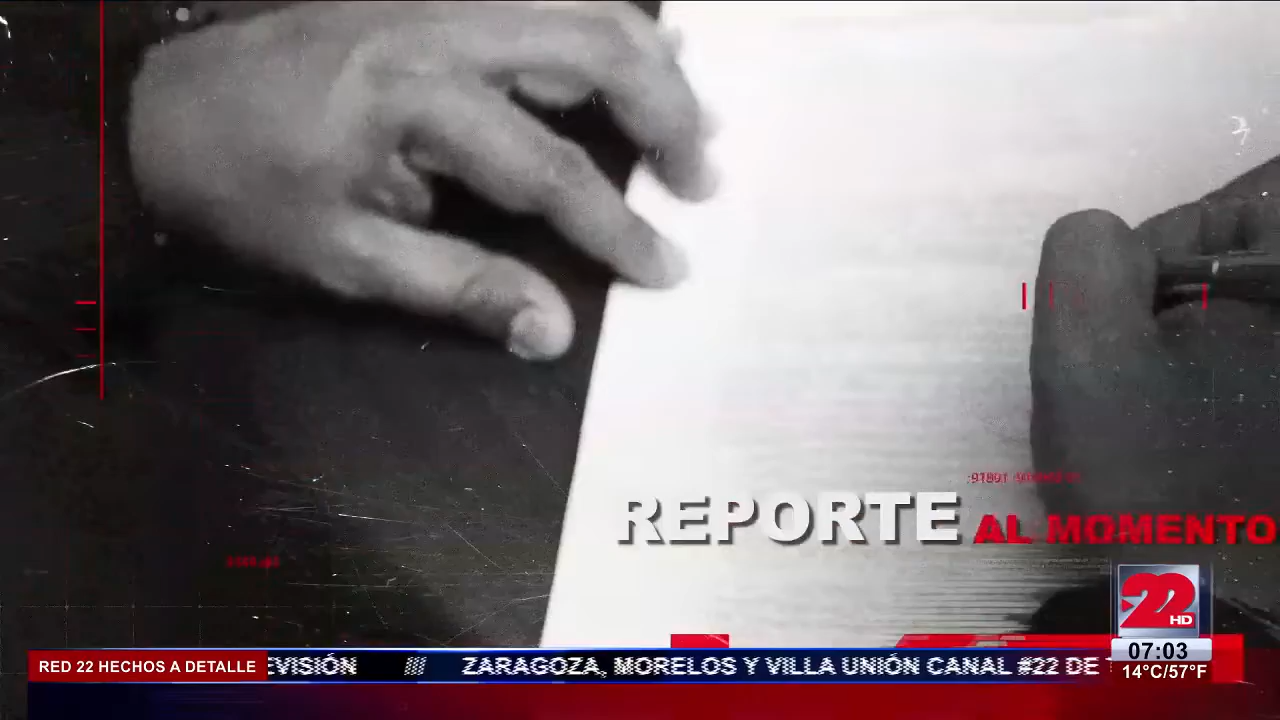 REPORTE AL MOMENTO
22 HD
RED 22 HECHOS A DETALLE
EVISIÓN ZARAGOZA, MORELOS Y VILLA UNIÓN CANAL #22 DE
07:03
14°C/57°F